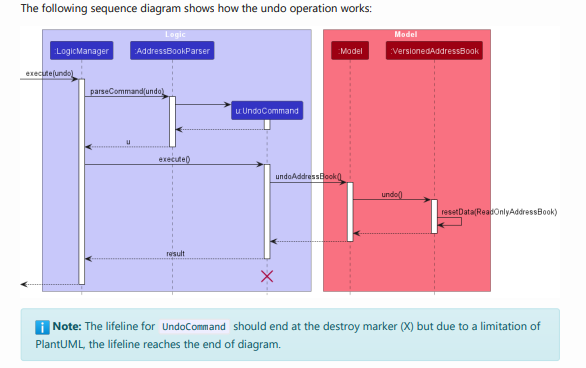 The following sequence diagram shows how the undo operation works:
Logic
Model
:LogicManager
:AddressBookParser
:Model
:VersionedAddressBook
execute(undo)
parseCommand(undo)
u:UndoCommand
u
execute()
undoAddressBook()
undo()
resetData(ReadOnlyAddressBook)
result
Note: The lifeline for UndoCommand should end at the destroy marker (X) but due to a limitation of
PlantUML, the lifeline reaches the end of diagram.